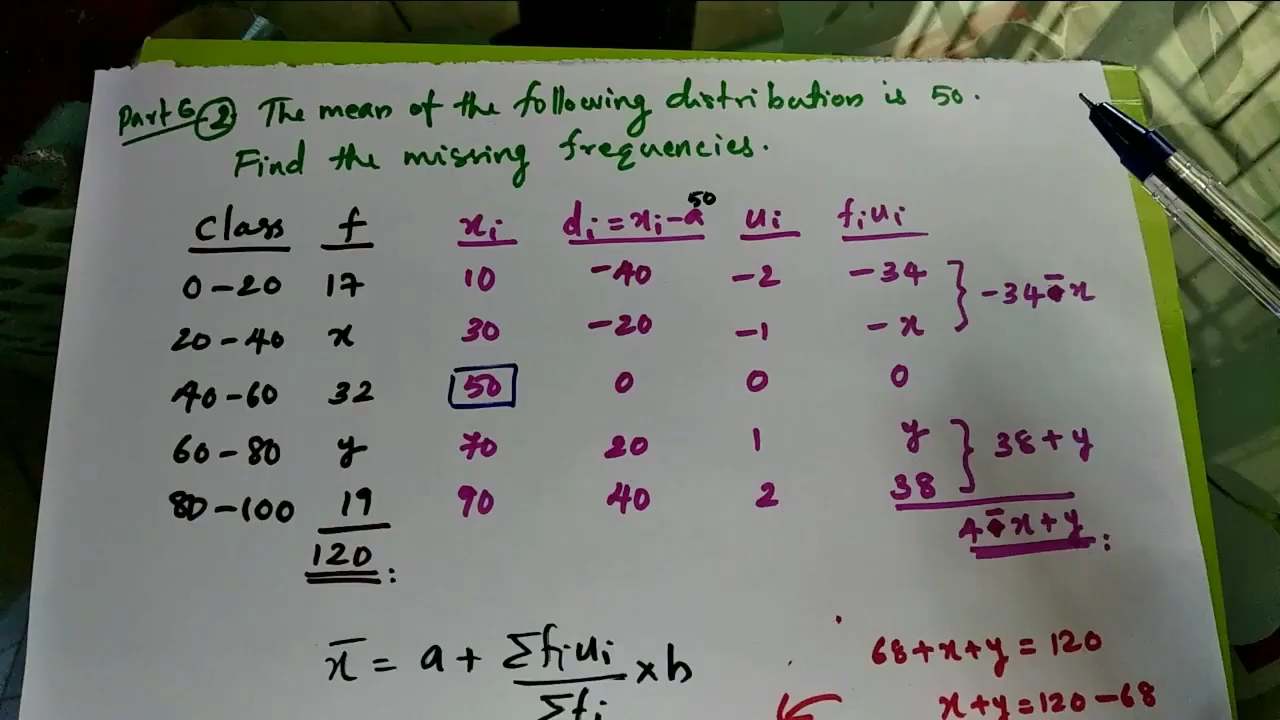 Part 6 ② The mean of the following distribution is 50.
Find the missing frequencies.
class f xi di = xi - a 50 ui fiui
0-20 17 10 -40 -2 -34 } -34-x
20-40 x 30 -20 -1 -x
40-60 32 50 0 0 0
60-80 y 70 20 1 y } 38+y
80-100 19 90 40 2 38
120 : 4-x+y :
x̄ = a + Σfiui/Σfi × h
68+x+y = 120
x+y = 120-68